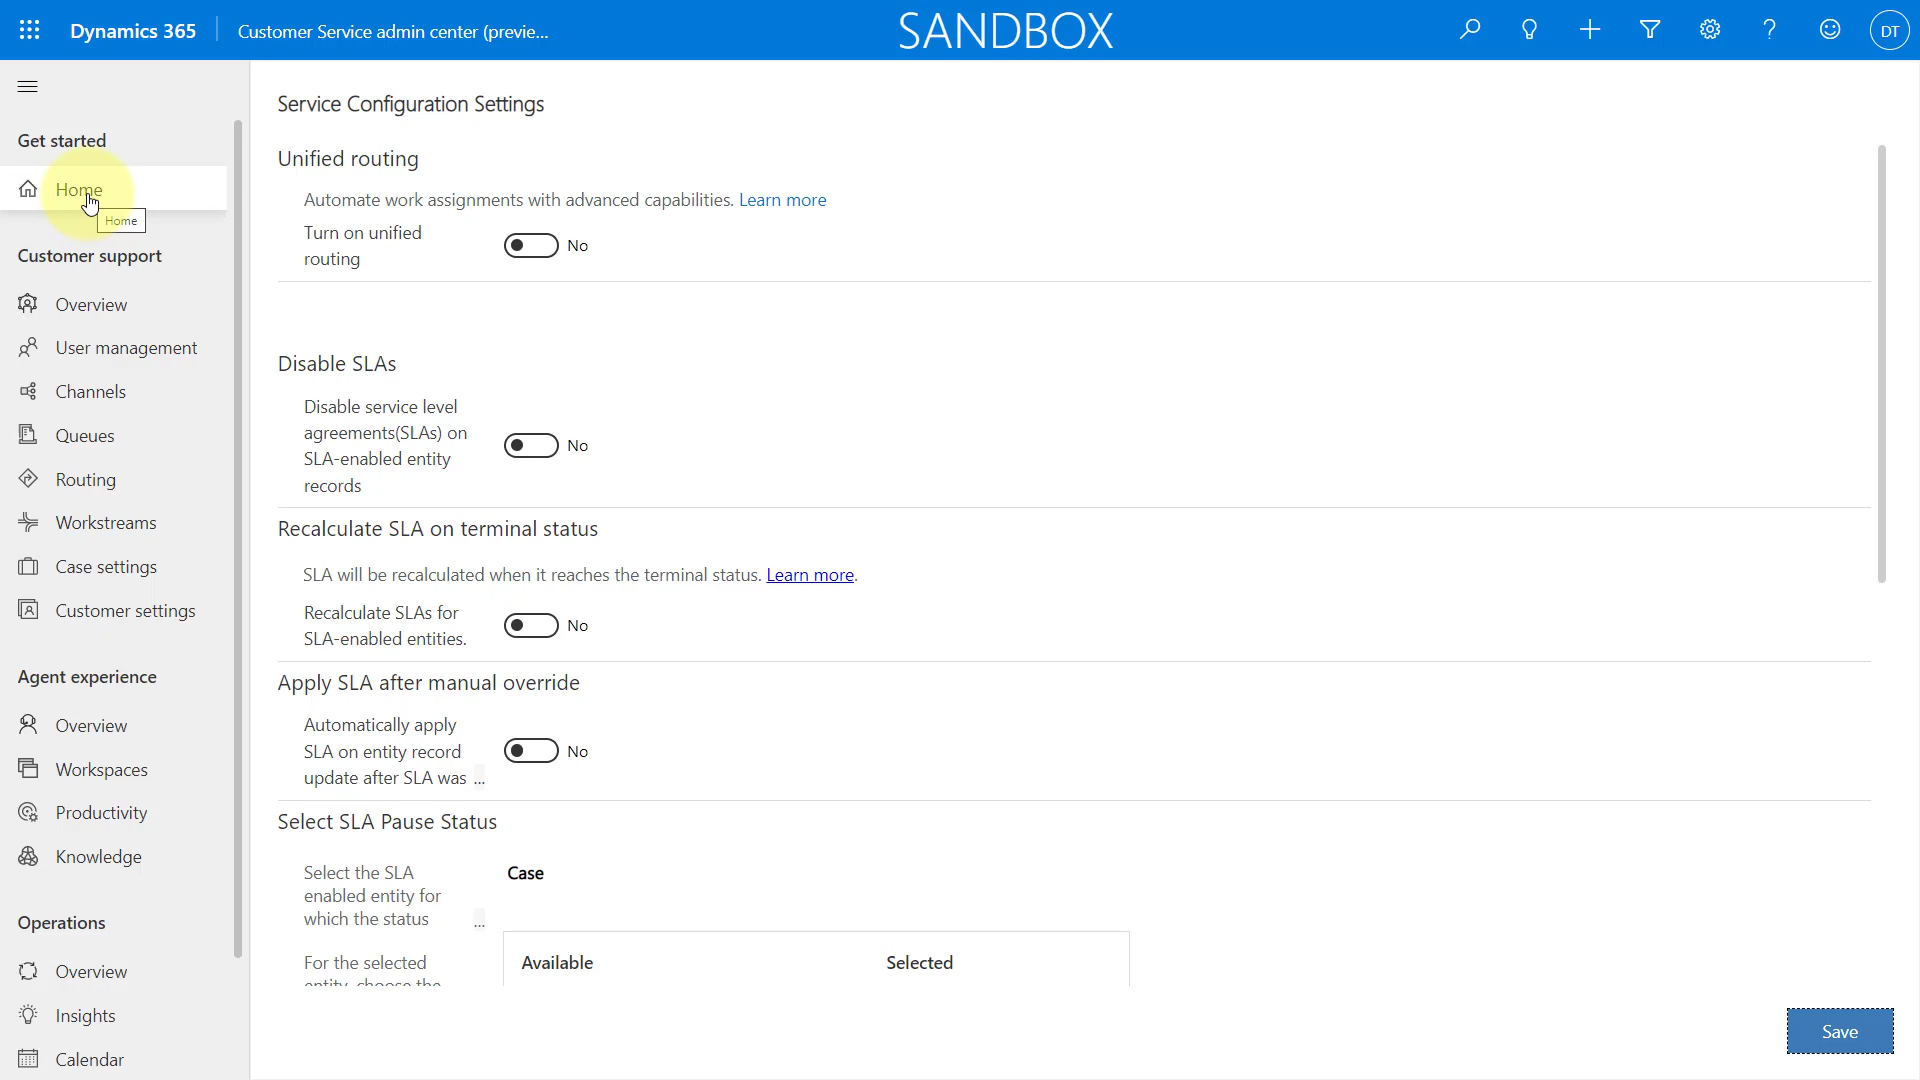 Dynamics 365
Customer Service admin center (previe...
SANDBOX
?
DT
Get started
Home
Home
Customer support
Overview
User management
Channels
Queues
Routing
Workstreams
Case settings
Customer settings
Agent experience
Overview
Workspaces
Productivity
Knowledge
Operations
Overview
Insights
Calendar
Service Configuration Settings
Unified routing
Automate work assignments with advanced capabilities. Learn more
Turn on unified
routing
No
Disable SLAs
Disable service level
agreements(SLAs) on
SLA-enabled entity
records
No
Recalculate SLA on terminal status
SLA will be recalculated when it reaches the terminal status. Learn more.
Recalculate SLAs for
SLA-enabled entities.
No
Apply SLA after manual override
Automatically apply
SLA on entity record
update after SLA was ...
No
Select SLA Pause Status
Select the SLA
enabled entity for
which the status ...
Case
For the selected
entity, choose the
Available
Selected
Save